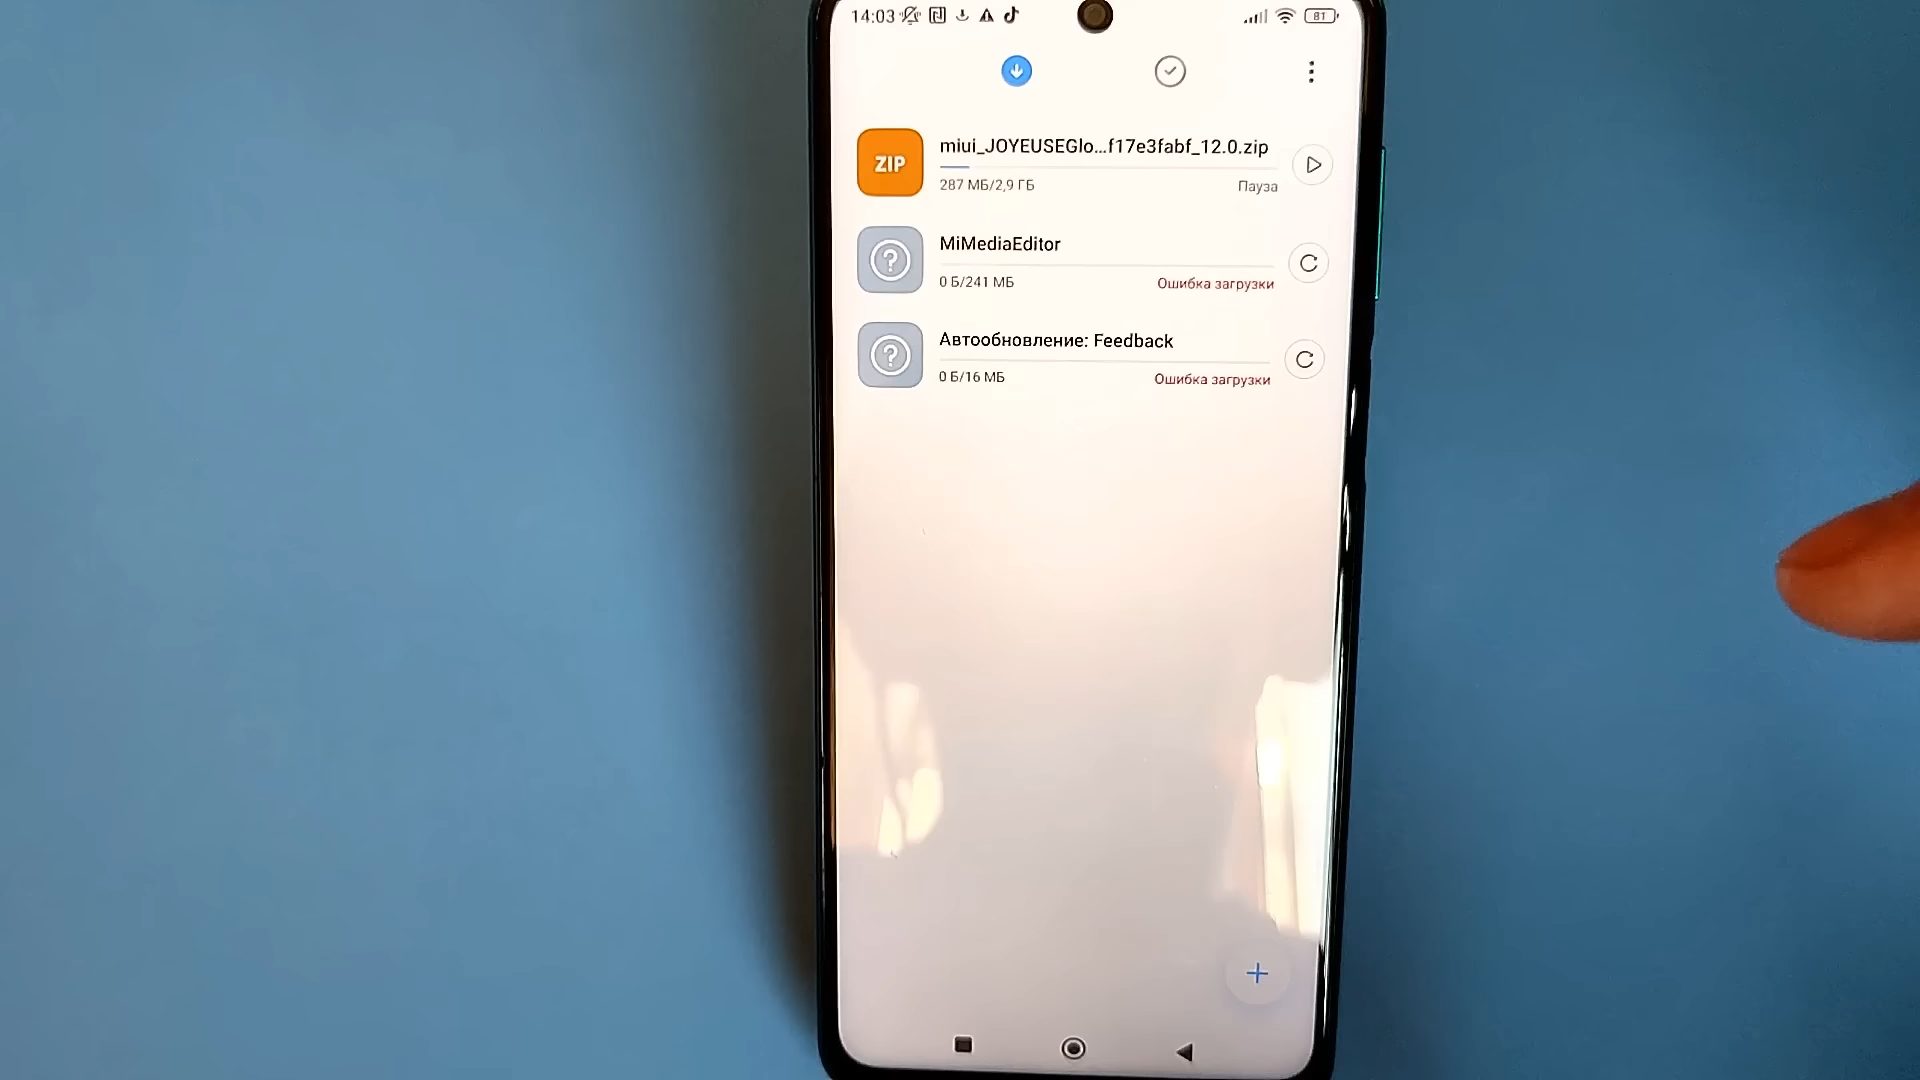 14:03
81
ZIP
miui_JOYEUSEGlo...f17e3fabf_12.0.zip
287 МБ/2,9 ГБ
Пауза
MiMediaEditor
0 Б/241 МБ
Ошибка загрузки
Автообновление: Feedback
0 Б/16 МБ
Ошибка загрузки